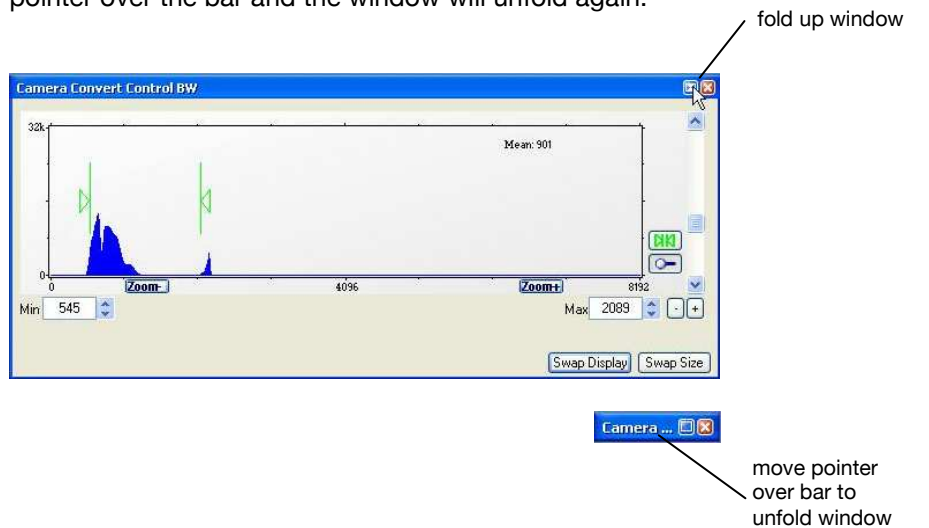 pointer over the bar and the window will unfold again.
fold up window
Camera Convert Control BW
32k
Mean: 901
0
0
Zoom-
4096
Zoom+
8192
Min 545
Max 2089 - +
Swap Display Swap Size
Camera ...
move pointer
over bar to
unfold window